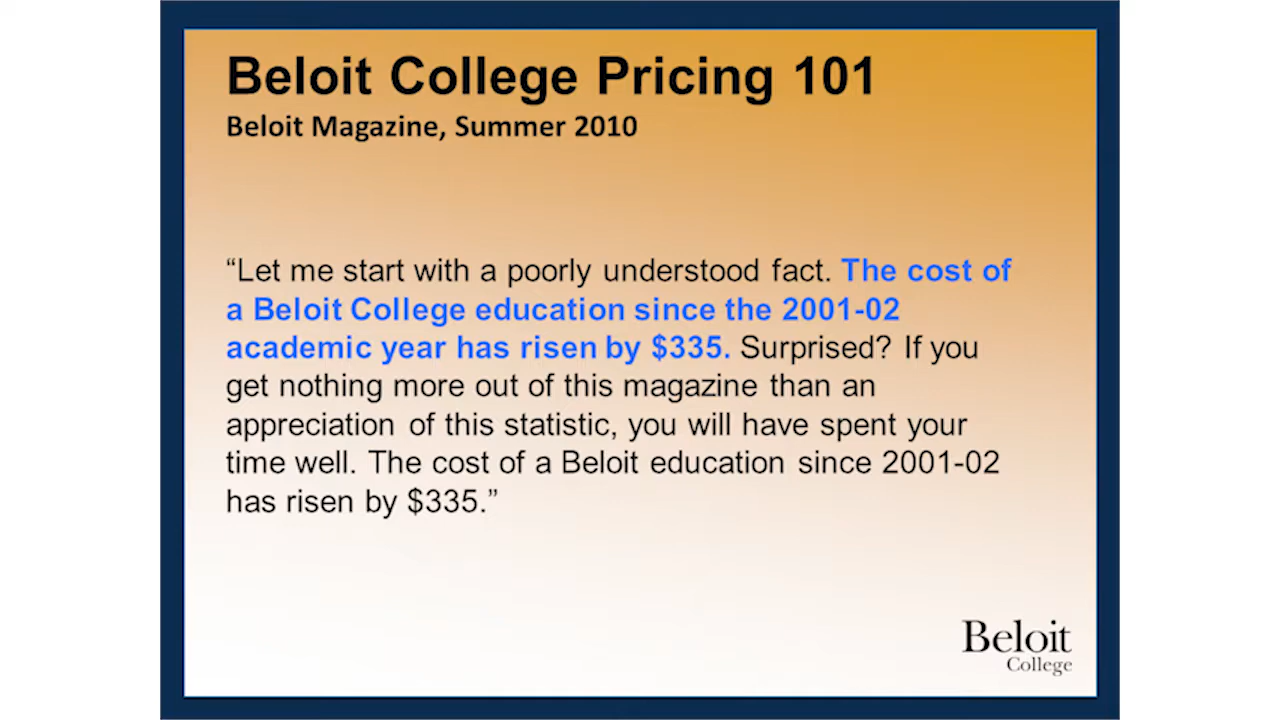 Beloit College Pricing 101
Beloit Magazine, Summer 2010
“Let me start with a poorly understood fact. The cost of
a Beloit College education since the 2001-02
academic year has risen by $335. Surprised? If you
get nothing more out of this magazine than an
appreciation of this statistic, you will have spent your
time well. The cost of a Beloit education since 2001-02
has risen by $335.”
Beloit
College